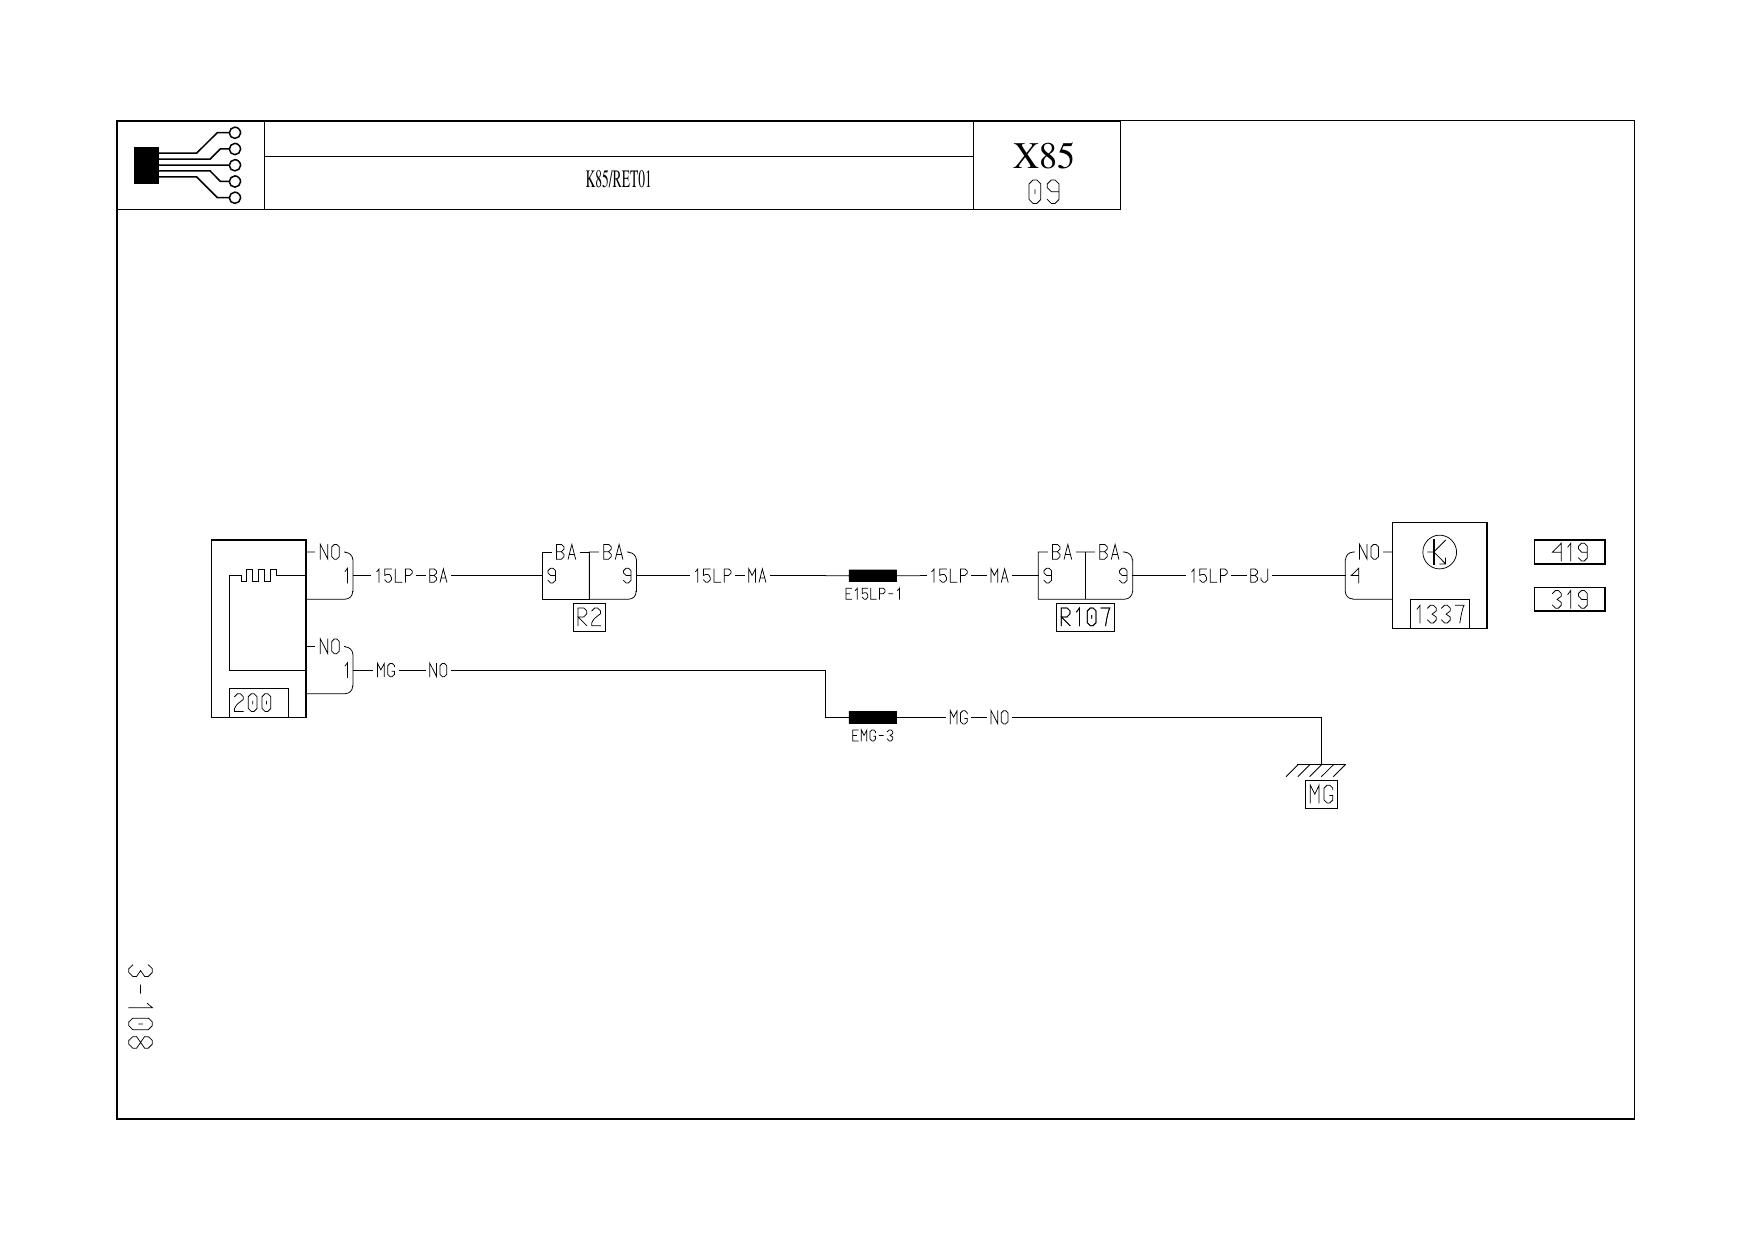 X85
K85/RET01
09
NO BA BA BA BA NO 419
1 15LP-BA 9 9 15LP-MA 15LP-MA 9 9 15LP-BJ 4
E15LP-1 319
R2 R107 1337
NO
1 MG-NO
200
MG-NO
EMG-3
MG
3-108